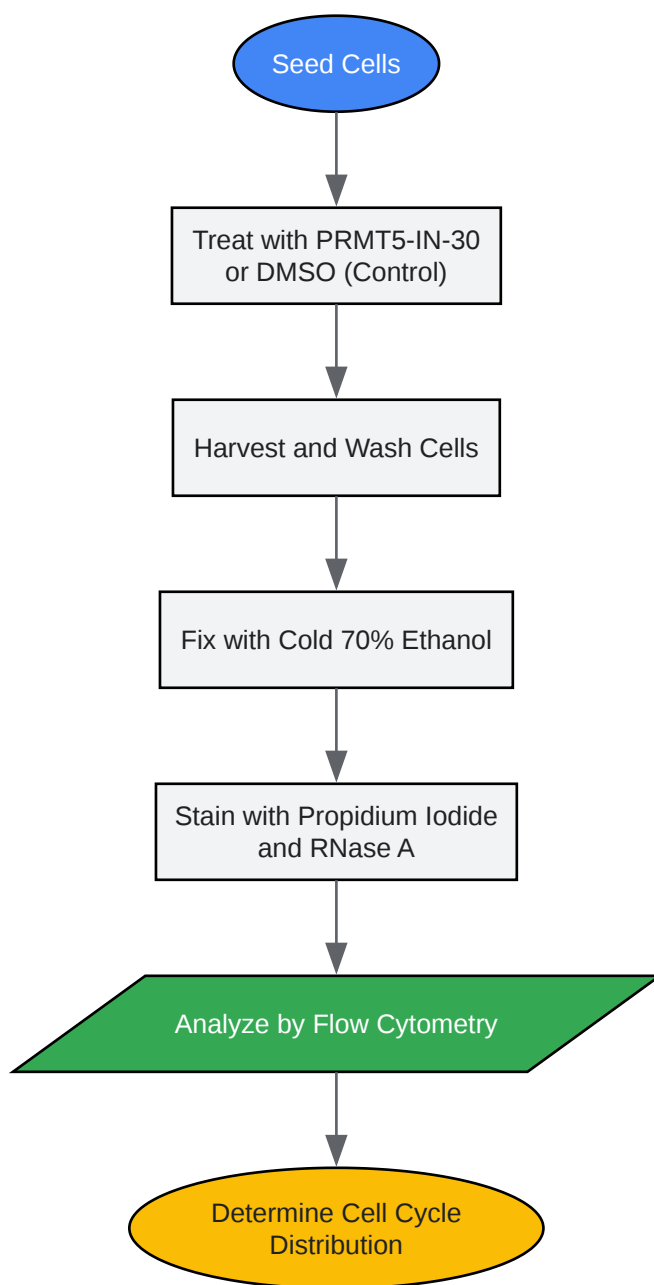 Seed Cells
Treat with PRMT5-IN-30
or DMSO (Control)
Harvest and Wash Cells
Fix with Cold 70% Ethanol
Stain with Propidium Iodide
and RNase A
Analyze by Flow Cytometry
Determine Cell Cycle
Distribution